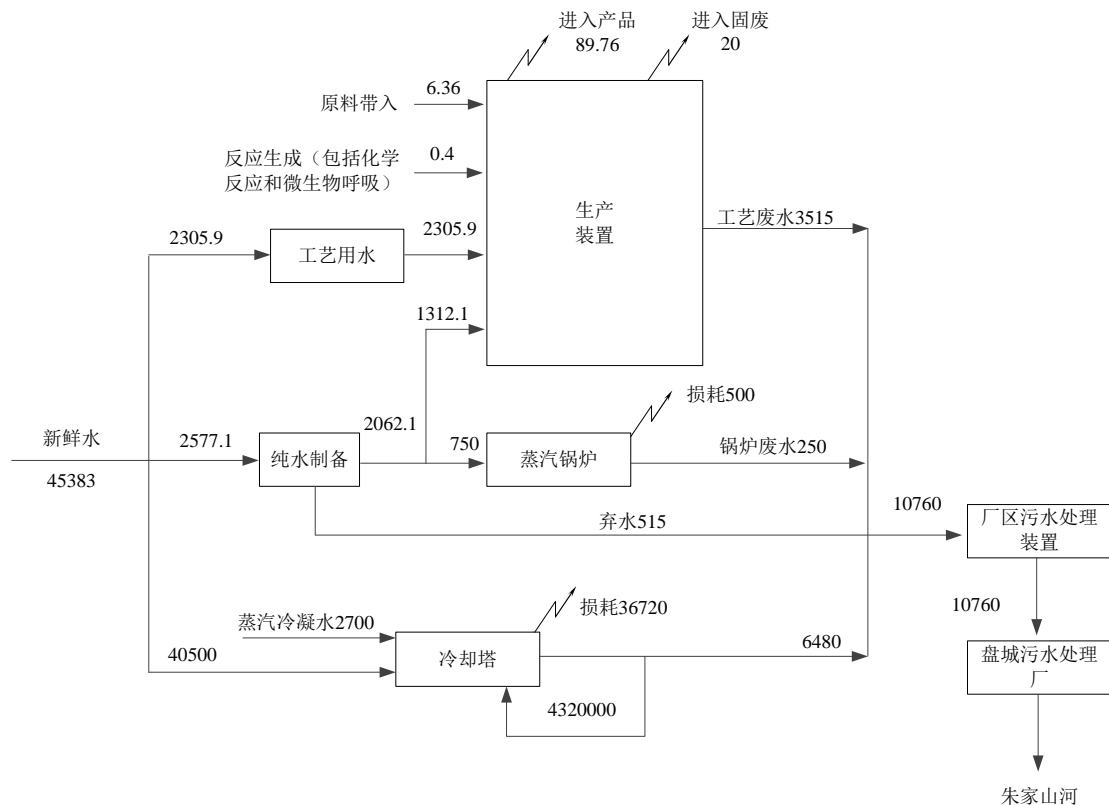 进入产品
89.76
进入固废
20
原料带入
6.36
反应生成（包括化学
反应和微生物呼吸）
0.4
生产
装置
2305.9
工艺用水
2305.9
工艺废水3515
1312.1
新鲜水
45383
2577.1
纯水制备
2062.1
750
蒸汽锅炉
损耗500
锅炉废水250
弃水515
10760
厂区污水处理
装置
10760
盘城污水处理
厂
朱家山河
蒸汽冷凝水2700
40500
冷却塔
损耗36720
6480
4320000